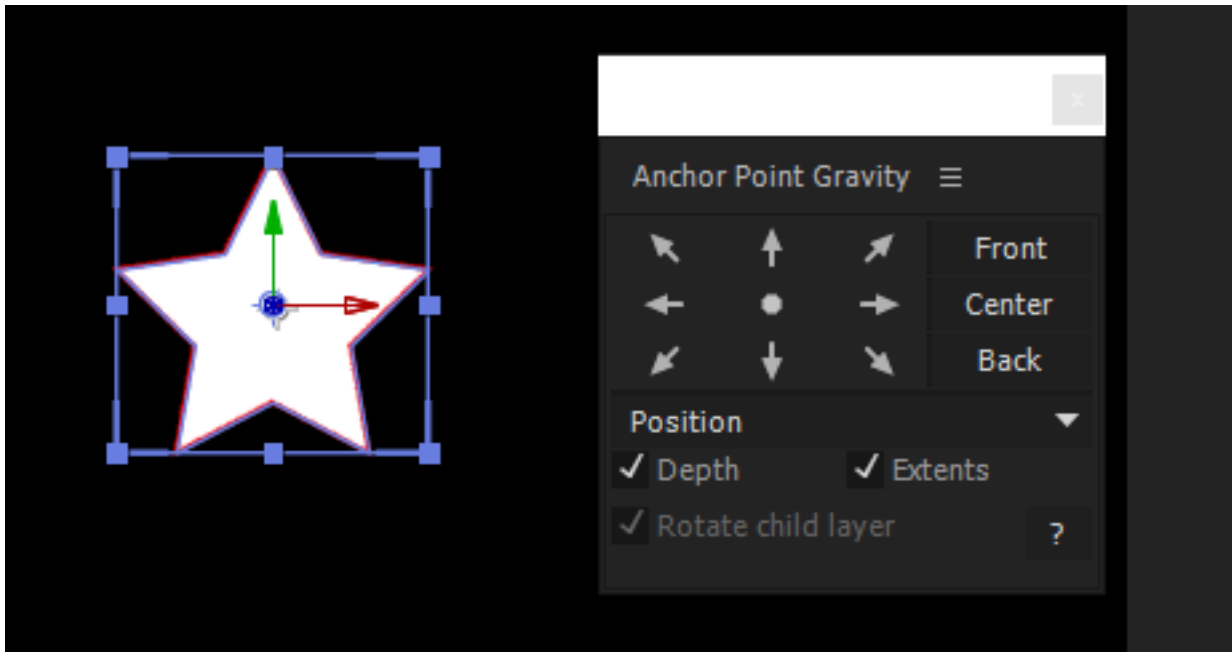 x
Anchor Point Gravity
Front
Center
Back
Position
Depth Extents
Rotate child layer ?